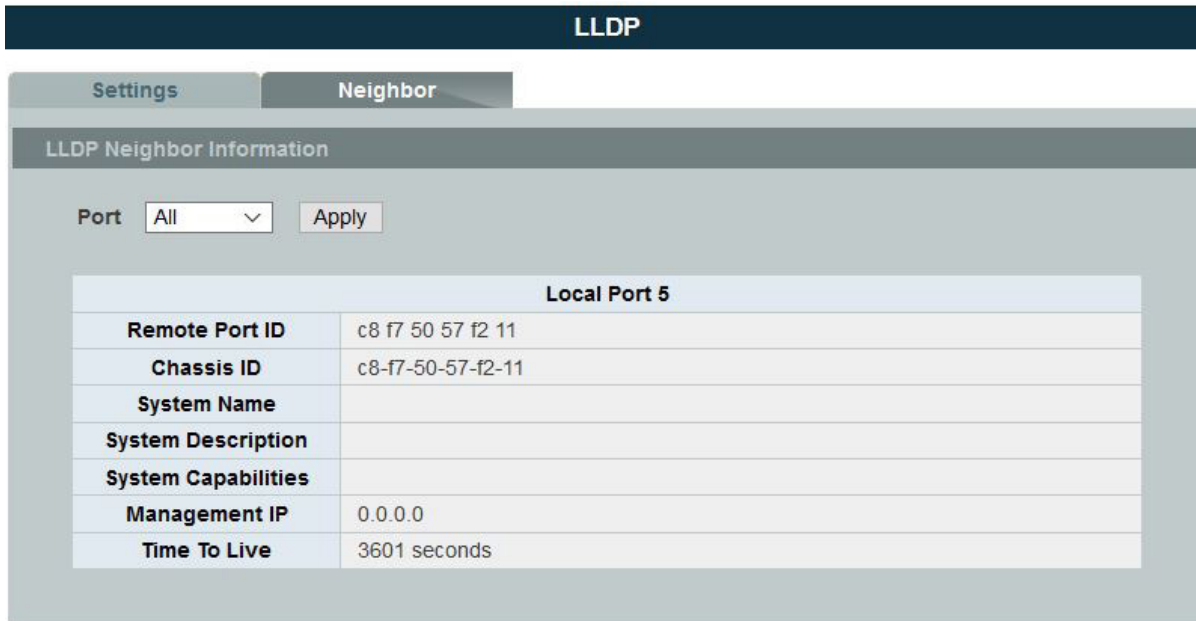 LLDP
Settings Neighbor
LLDP Neighbor Information
Port All Apply
Local Port 5
Remote Port ID c8 f7 50 57 f2 11
Chassis ID c8-f7-50-57-f2-11
System Name
System Description
System Capabilities
Management IP 0.0.0.0
Time To Live 3601 seconds